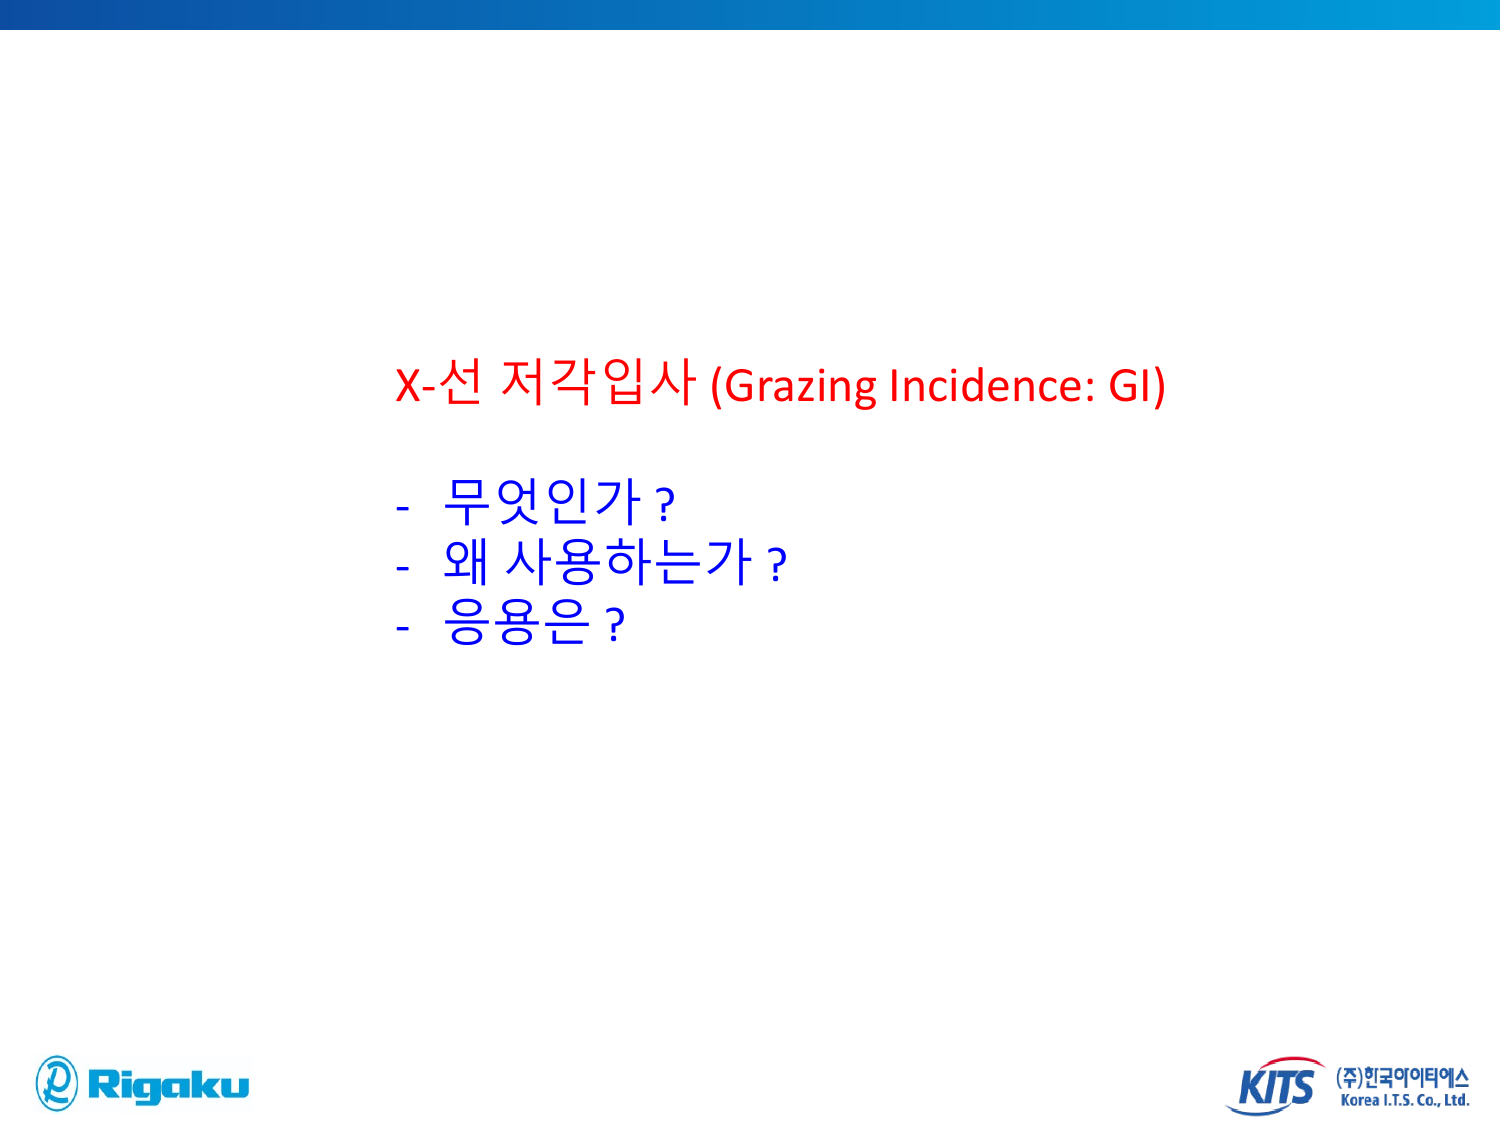 X-선 저각입사 (Grazing Incidence: GI)
- 무엇인가 ?
- 왜 사용하는가 ?
- 응용은 ?
Rigaku
KITS (주)한국아이티에스
Korea I.T.S. Co., Ltd.